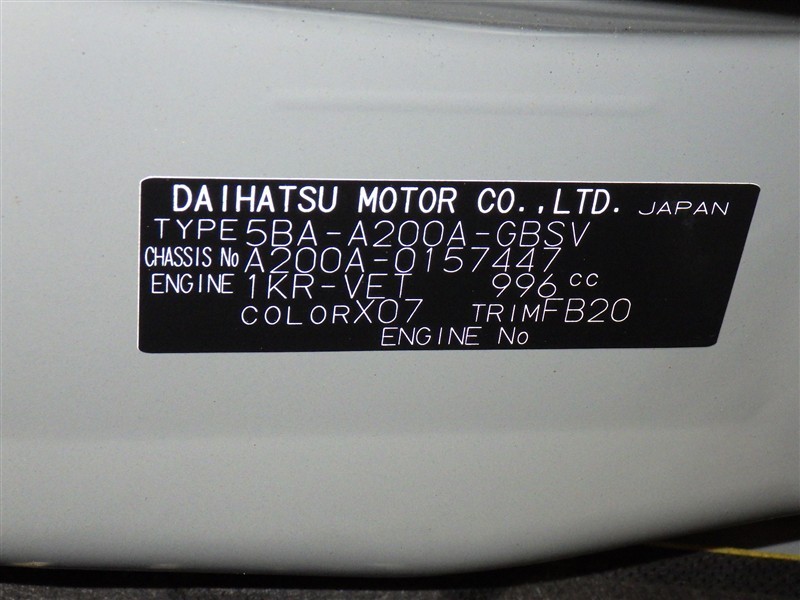 DAIHATSU MOTOR CO.,LTD. JAPAN
TYPE 5BA-A200A-GBSV
CHASSIS No A200A-0157447
ENGINE 1KR-VET 996 cc
COLOR X07 TRIM FB20
ENGINE No